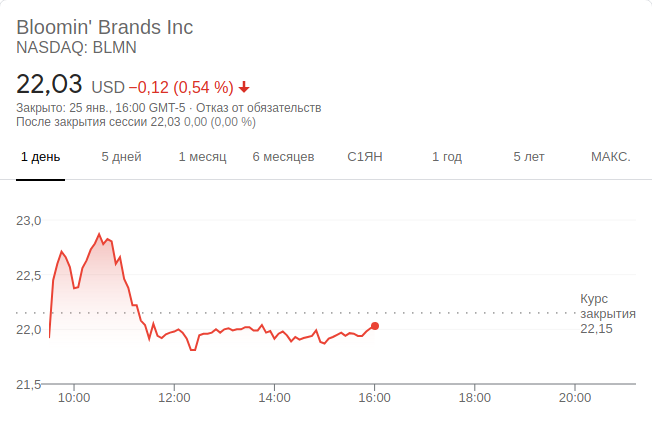 Bloomin' Brands Inc
NASDAQ: BLMN
22,03 USD −0,12 (0,54 %)
Закрыто: 25 янв., 16:00 GMT-5 · Отказ от обязательств
После закрытия сессии 22,03 0,00 (0,00 %)
1 день 5 дней 1 месяц 6 месяцев С1ЯН 1 год 5 лет МАКС.
23,0
22,5
Курс
закрытия
22,15
22,0
21,5
10:00 12:00 14:00 16:00 18:00 20:00